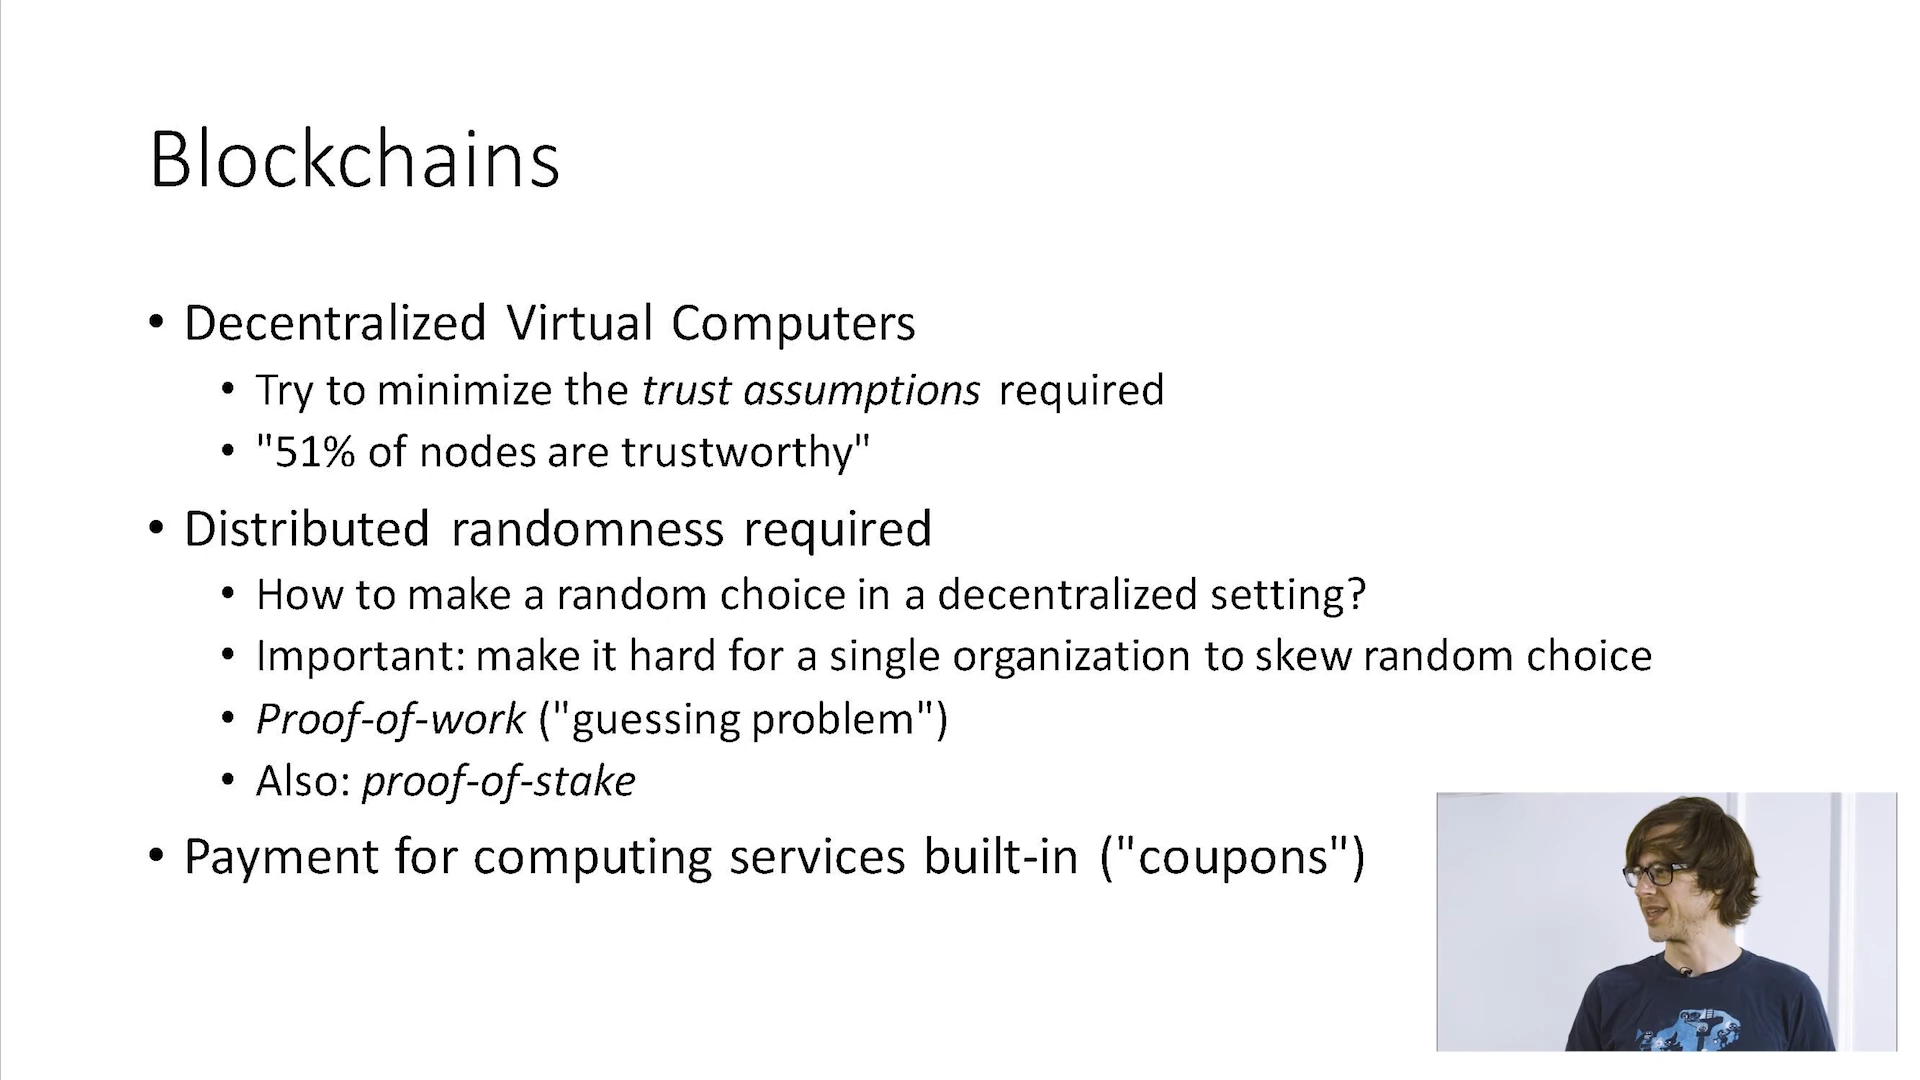 Blockchains
• Decentralized Virtual Computers
• Try to minimize the trust assumptions required
• "51% of nodes are trustworthy"
• Distributed randomness required
• How to make a random choice in a decentralized setting?
• Important: make it hard for a single organization to skew random choice
• Proof-of-work ("guessing problem")
• Also: proof-of-stake
• Payment for computing services built-in ("coupons")